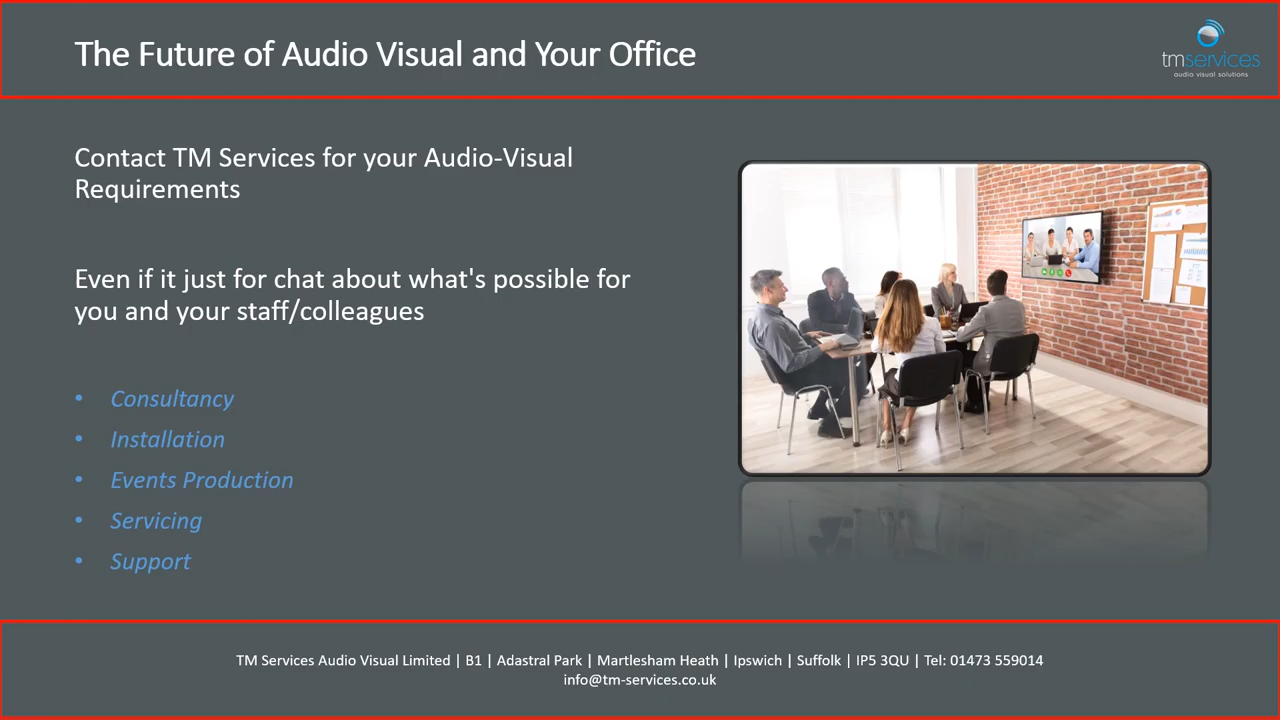 The Future of Audio Visual and Your Office
tmservices
audio visual solutions
Contact TM Services for your Audio-Visual
Requirements
Even if it just for chat about what's possible for
you and your staff/colleagues
• Consultancy
• Installation
• Events Production
• Servicing
• Support
TM Services Audio Visual Limited | B1 | Adastral Park | Martlesham Heath | Ipswich | Suffolk | IP5 3QU | Tel: 01473 559014
info@tm-services.co.uk